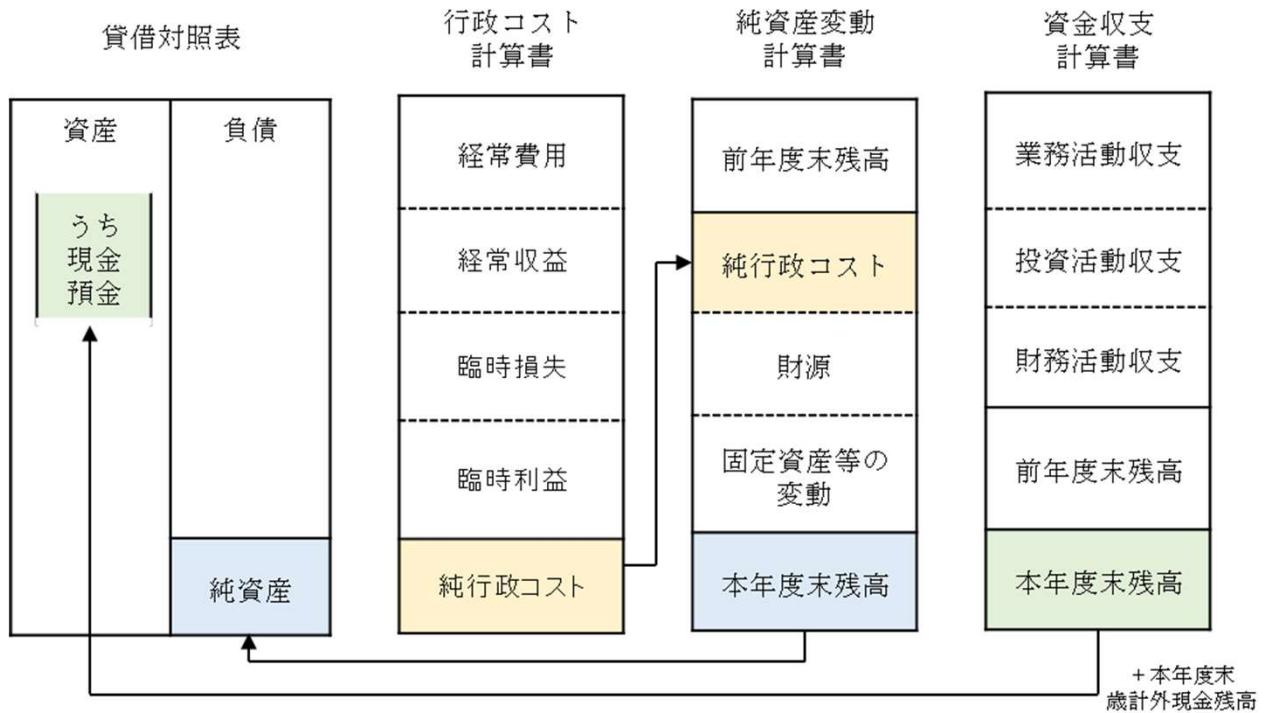 貸借対照表
資産
負債
うち
現金
預金
純資産
行政コスト
計算書
経常費用
経常収益
臨時損失
臨時利益
純行政コスト
純資産変動
計算書
前年度末残高
純行政コスト
財源
固定資産等の
変動
本年度末残高
資金収支
計算書
業務活動収支
投資活動収支
財務活動収支
前年度末残高
本年度末残高
+本年度末
歳計外現金残高